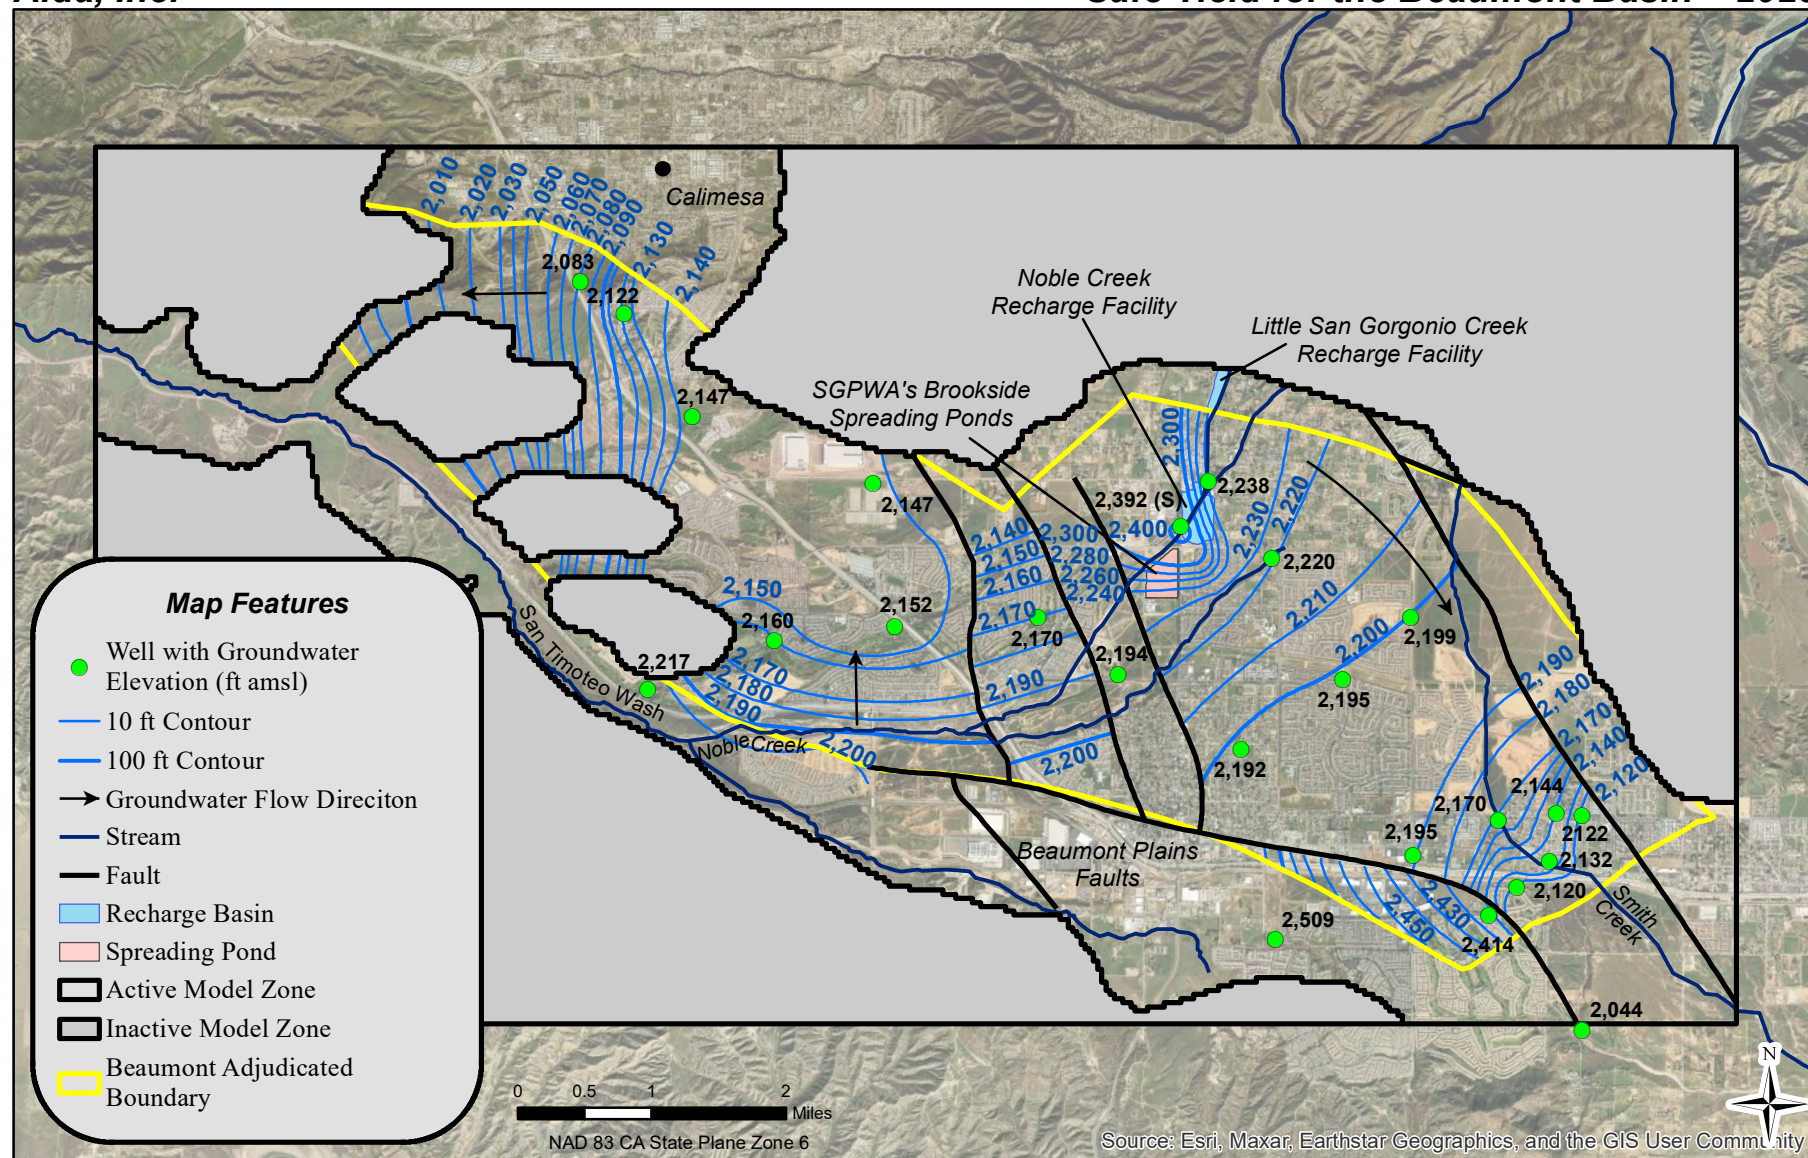 2,010
2,020
2,030
2,050
2,060
2,070
2,080
2,090
2,130
2,140
Calimesa
2,083
2,122
2,147
Noble Creek
Recharge Facility
Little San Gorgonio Creek
Recharge Facility
SGPWA's Brookside
Spreading Ponds
2,147
2,300
2,392 (S)
2,238
2,220
2,230
2,140
2,300
2,400
2,150
2,280
2,160
2,260
2,240
2,220
2,150
2,160
2,152
2,170
2,170
2,210
2,200
2,199
2,217
2,170
2,180
2,190
2,194
2,190
2,195
2,190
2,180
2,170
2,140
2,120
San Timoteo Wash
Noble Creek
2,200
2,200
2,192
2,144
2,170
2122
2,195
2,132
2,120
Beaumont Plains
Faults
2,430
2,450
2,414
2,509
Smith
Creek
2,044
Map Features
Well with Groundwater
Elevation (ft amsl)
10 ft Contour
100 ft Contour
Groundwater Flow Direciton
Stream
Fault
Recharge Basin
Spreading Pond
Active Model Zone
Inactive Model Zone
Beaumont Adjudicated
Boundary
0 0.5 1 2
Miles
NAD 83 CA State Plane Zone 6
N
Source: Esri, Maxar, Earthstar Geographics, and the GIS User Community